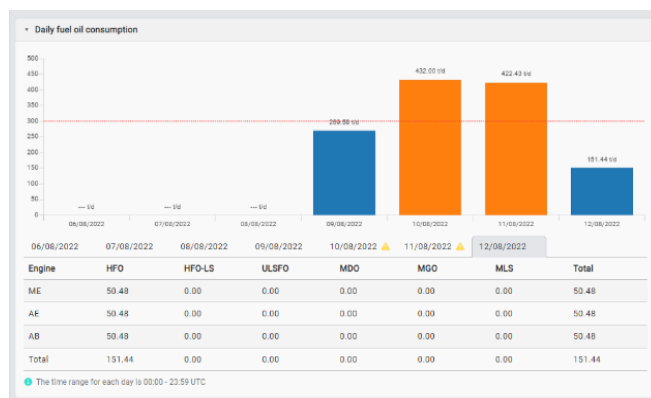 Daily fuel oil consumption
500
450
400
350
300
250
200
150
100
50
0
432.00 t/d
422.43 t/d
269.58 t/d
151.44 t/d
--- t/d
--- t/d
--- t/d
06/08/2022 07/08/2022 08/08/2022 09/08/2022 10/08/2022 11/08/2022 12/08/2022
06/08/2022 07/08/2022 08/08/2022 09/08/2022 10/08/2022 11/08/2022 12/08/2022
Engine HFO HFO-LS ULSFO MDO MGO MLS Total
ME 50.48 0.00 0.00 0.00 0.00 0.00 50.48
AE 50.48 0.00 0.00 0.00 0.00 0.00 50.48
AB 50.48 0.00 0.00 0.00 0.00 0.00 50.48
Total 151.44 0.00 0.00 0.00 0.00 0.00 151.44
The time range for each day is 00:00 - 23:59 UTC